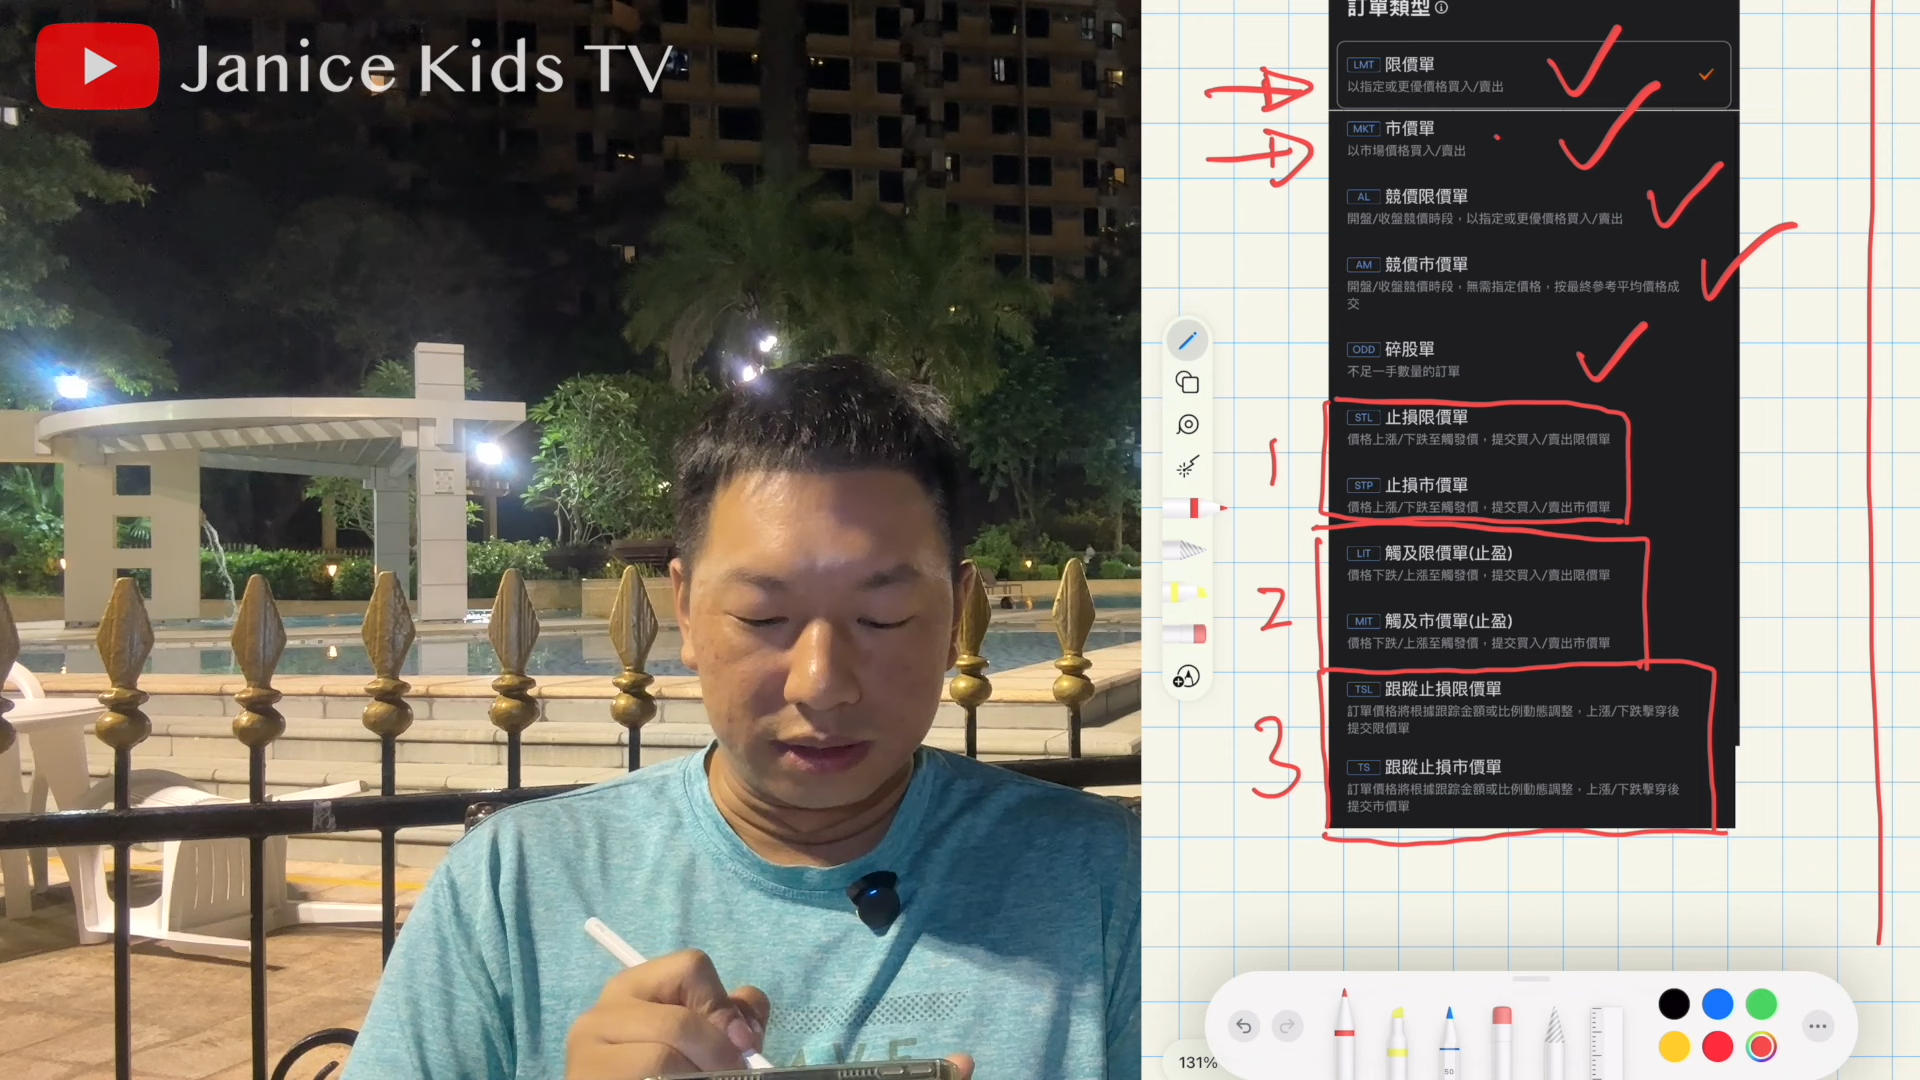 Janice Kids TV
訂單類型
LMT 限價單
以指定或更優價格買入/賣出
MKT 市價單
以市場價格買入/賣出
AL 競價限價單
開盤/收盤競價時段，以指定或更優價格買入/賣出
AM 競價市價單
開盤/收盤競價時段，無需指定價格，按最終參考平均價格成
交
ODD 碎股單
不足一手數量的訂單
1
STL 止損限價單
價格上漲/下跌至觸發價，提交買入/賣出限價單
STP 止損市價單
價格上漲/下跌至觸發價，提交買入/賣出市價單
2
LIT 觸及限價單(止盈)
價格下跌/上漲至觸發價，提交買入/賣出限價單
MIT 觸及市價單(止盈)
價格下跌/上漲至觸發價，提交買入/賣出市價單
3
TSL 跟蹤止損限價單
訂單價格將根據跟踪金額或比例動態調整，上漲/下跌擊穿後
提交限價單
TS 跟蹤止損市價單
訂單價格將根據跟踪金額或比例動態調整，上漲/下跌擊穿後
提交市價單
50
131%